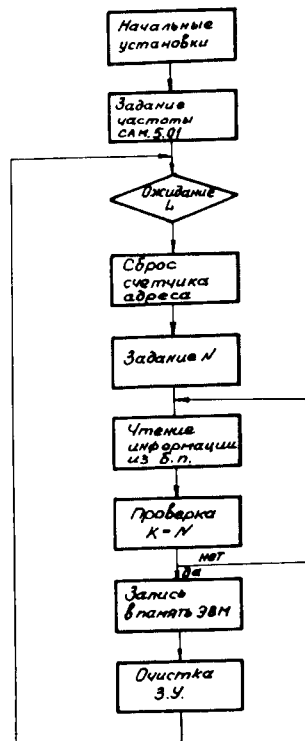 Начальные
установки
Задание
частоты
САМ.5.01
Ожидание
L
Сброс
счетчика
адреса
Задание N
Чтение
информации
из б.п.
Проверка
K = N
нет
да
Запись
в память ЭВМ
Очистка
З.У.